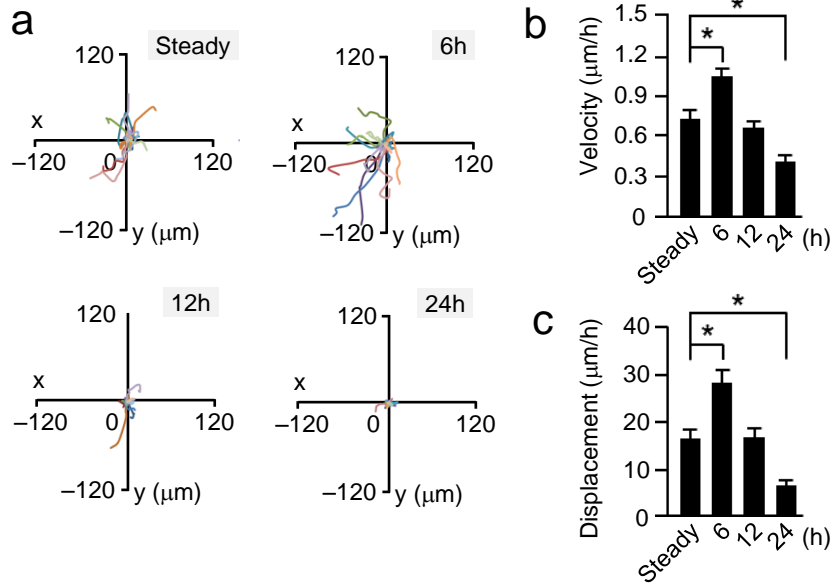 a
Steady
120
x
−120
0
120
−120
y (μm)
6h
120
x
−120
0
120
−120
y (μm)
12h
120
x
−120
0
120
−120
y (μm)
24h
120
x
−120
0
120
−120
y (μm)
b
*
*
1.5
1.2
0.9
0.6
0.3
0
Velocity (μm/h)
Steady
6
12
24
(h)
c
*
*
40
30
20
10
0
Displacement (μm/h)
Steady
6
12
24
(h)